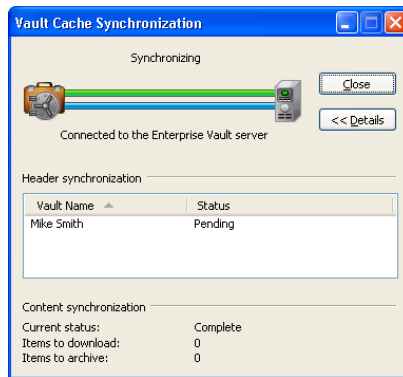 Vault Cache Synchronization
Synchronizing
Close
Connected to the Enterprise Vault server
<< Details
Header synchronization
Vault Name Status
Mike Smith Pending
Content synchronization
Current status: Complete
Items to download: 0
Items to archive: 0